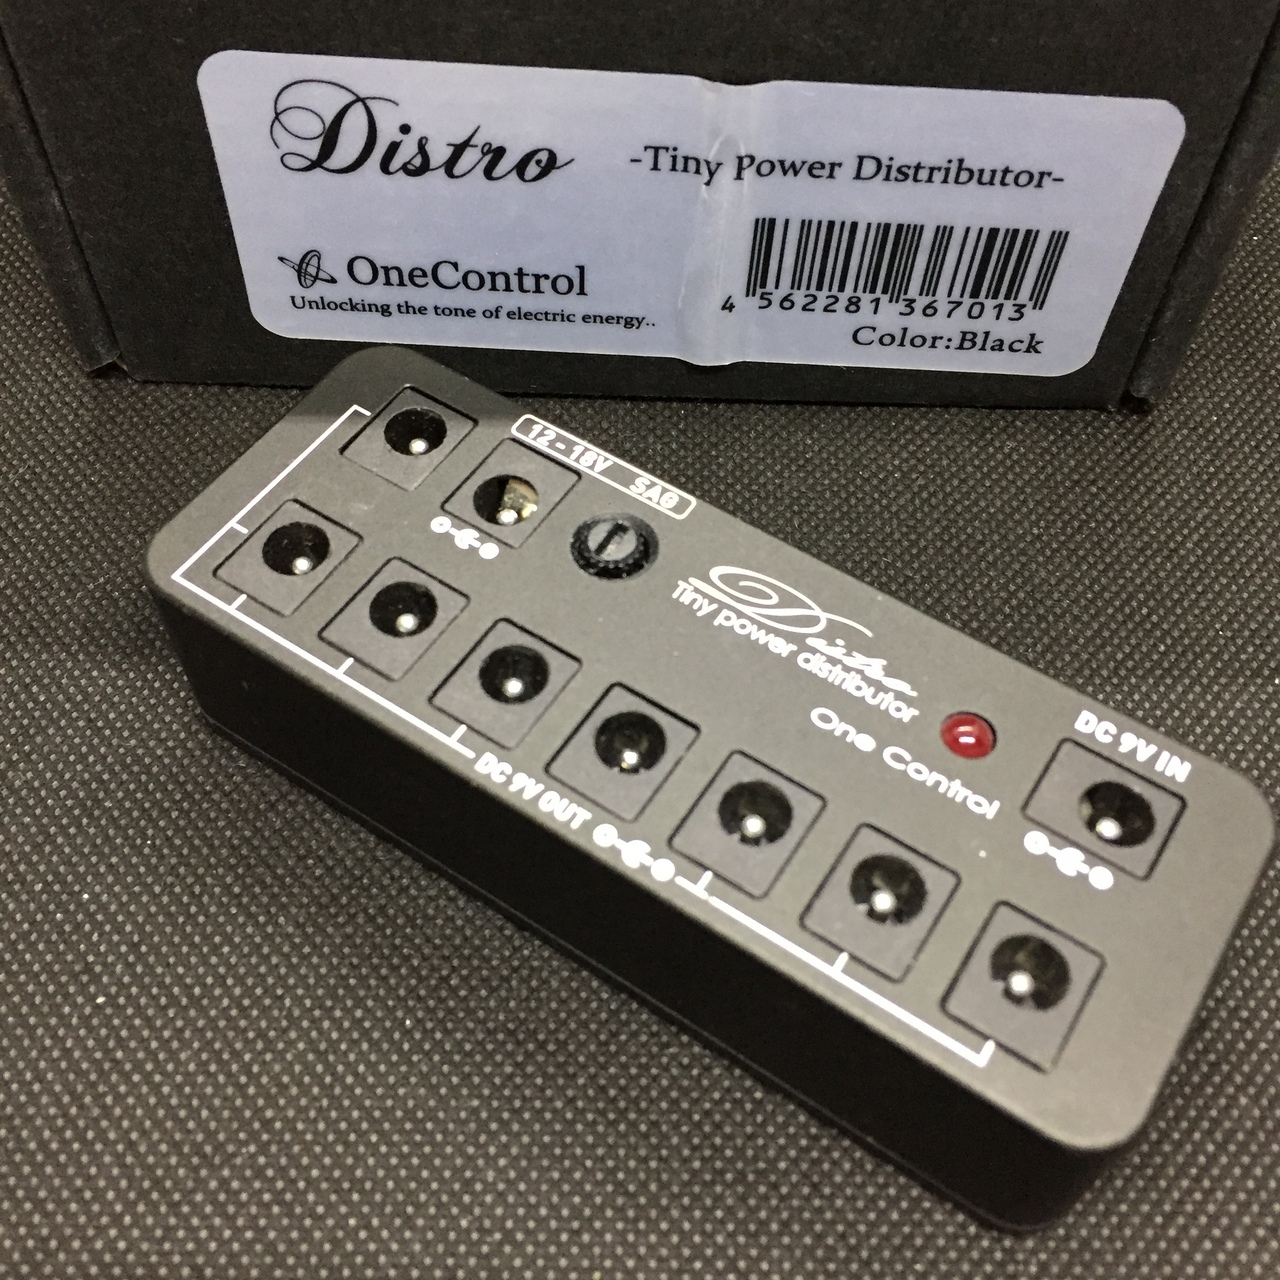 Distro -Tiny Power Distributor-
OneControl
Unlocking the tone of electric energy..
4 562281 367013
Color:Black
12-18V SAG
Distro
Tiny power distributor
One Control
DC 9V IN
DC 9V OUT